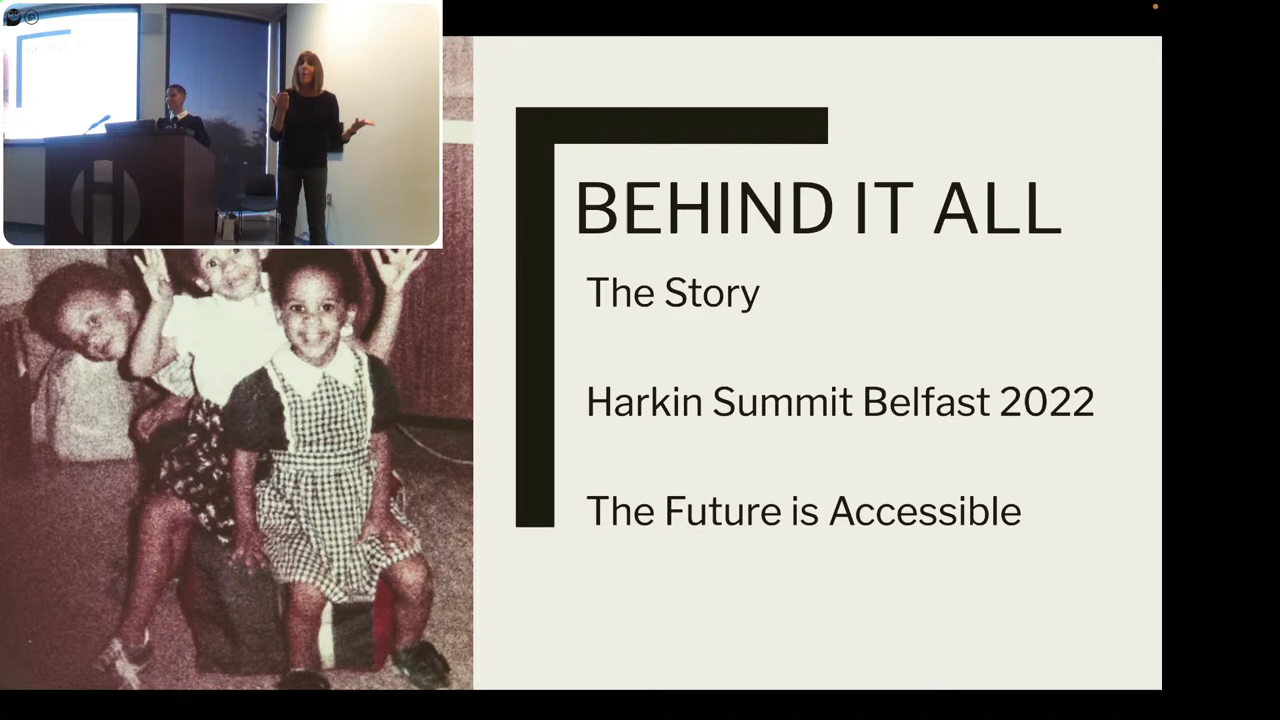 BEHIND IT ALL
The Story
Harkin Summit Belfast 2022
The Future is Accessible